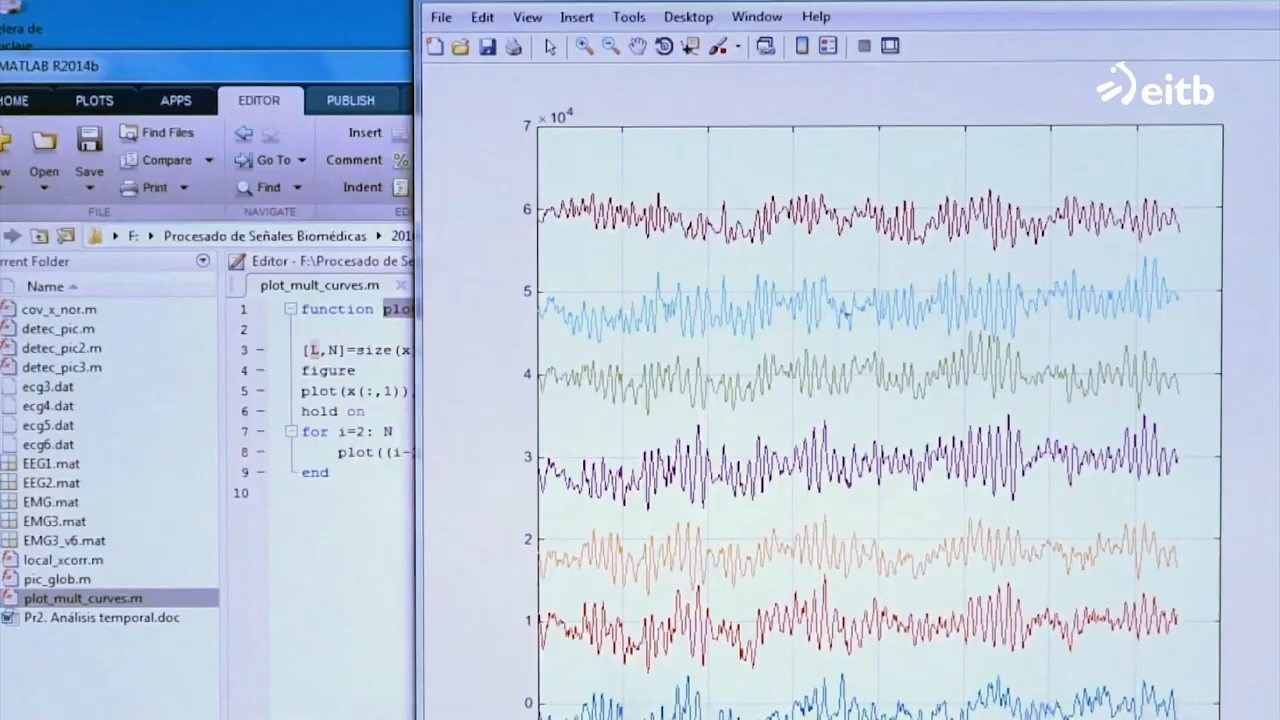 elera de
ciclaje
MATLAB R2014b
HOME PLOTS APPS EDITOR PUBLISH
Open Save Find Files Compare Print
Go To Find
Insert
Comment
Indent
FILE NAVIGATE
F: Procesado de Señales Biomédicas 201
rrent Folder
Name
cov_x_nor.m
detec_pic.m
detec_pic2.m
detec_pic3.m
ecg3.dat
ecg4.dat
ecg5.dat
ecg6.dat
EEG1.mat
EEG2.mat
EMG.mat
EMG3.mat
EMG3_v6.mat
local_xcorr.m
pic_glob.m
plot_mult_curves.m
Pr2. Análisis temporal.doc
Editor - F:\Procesado de Se
plot_mult_curves.m
1 function plo
2
3 [L,N]=size(x
4 figure
5 plot(x(:,1))
6 hold on
7 for i=2: N
8 plot((i-
9 end
10
File Edit View Insert Tools Desktop Window Help
eitb
× 10⁴
7
6
5
4
3
2
1
0